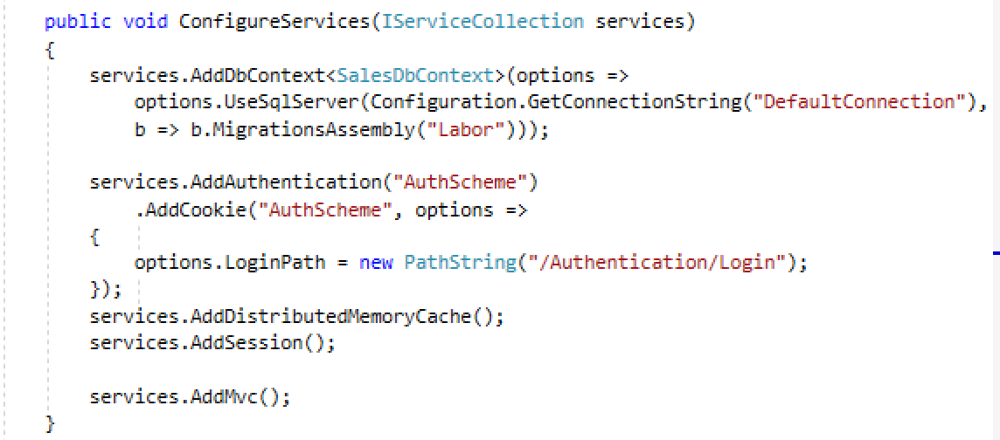 public void ConfigureServices(IServiceCollection services)
{
services.AddDbContext<SalesDbContext>(options =>
options.UseSqlServer(Configuration.GetConnectionString("DefaultConnection"),
b => b.MigrationsAssembly("Labor")));
services.AddAuthentication("AuthScheme")
.AddCookie("AuthScheme", options =>
{
options.LoginPath = new PathString("/Authentication/Login");
});
services.AddDistributedMemoryCache();
services.AddSession();
services.AddMvc();
}